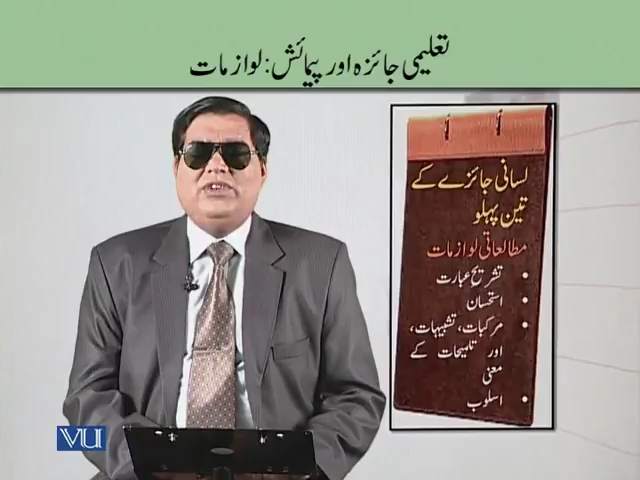 تعلیمی جائزہ اور پیمائش: لوازمات
لسانی جائزے کے
تین پہلو
مطالعاتی لوازمات
• تشریح عبارت
• استحسان
• مرکبات، تشبیہات،
اور تلمیحات کے
معنی
• اسلوب
VU